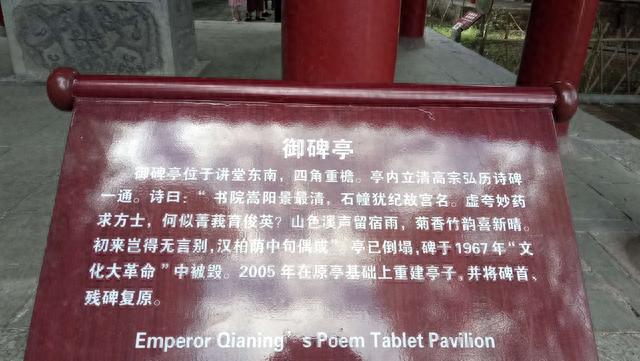 御碑亭
御碑亭位于讲堂东南，四角重檐。亭内立清高宗弘历诗碑
一通。诗曰：“书院嵩阳景最清，石幢犹纪故宫名。虚夸妙药
求方士，何似菁莪育俊英？山色溪声留宿雨，菊香竹韵喜新晴。
初来岂得无言别，汉柏荫中句偶成”。亭已倒塌，碑于1967年“文
化大革命”中被毁。2005年在原亭基础上重建亭子，并将碑首、
残碑复原。
Emperor Qianing’s Poem Tablet Pavilion